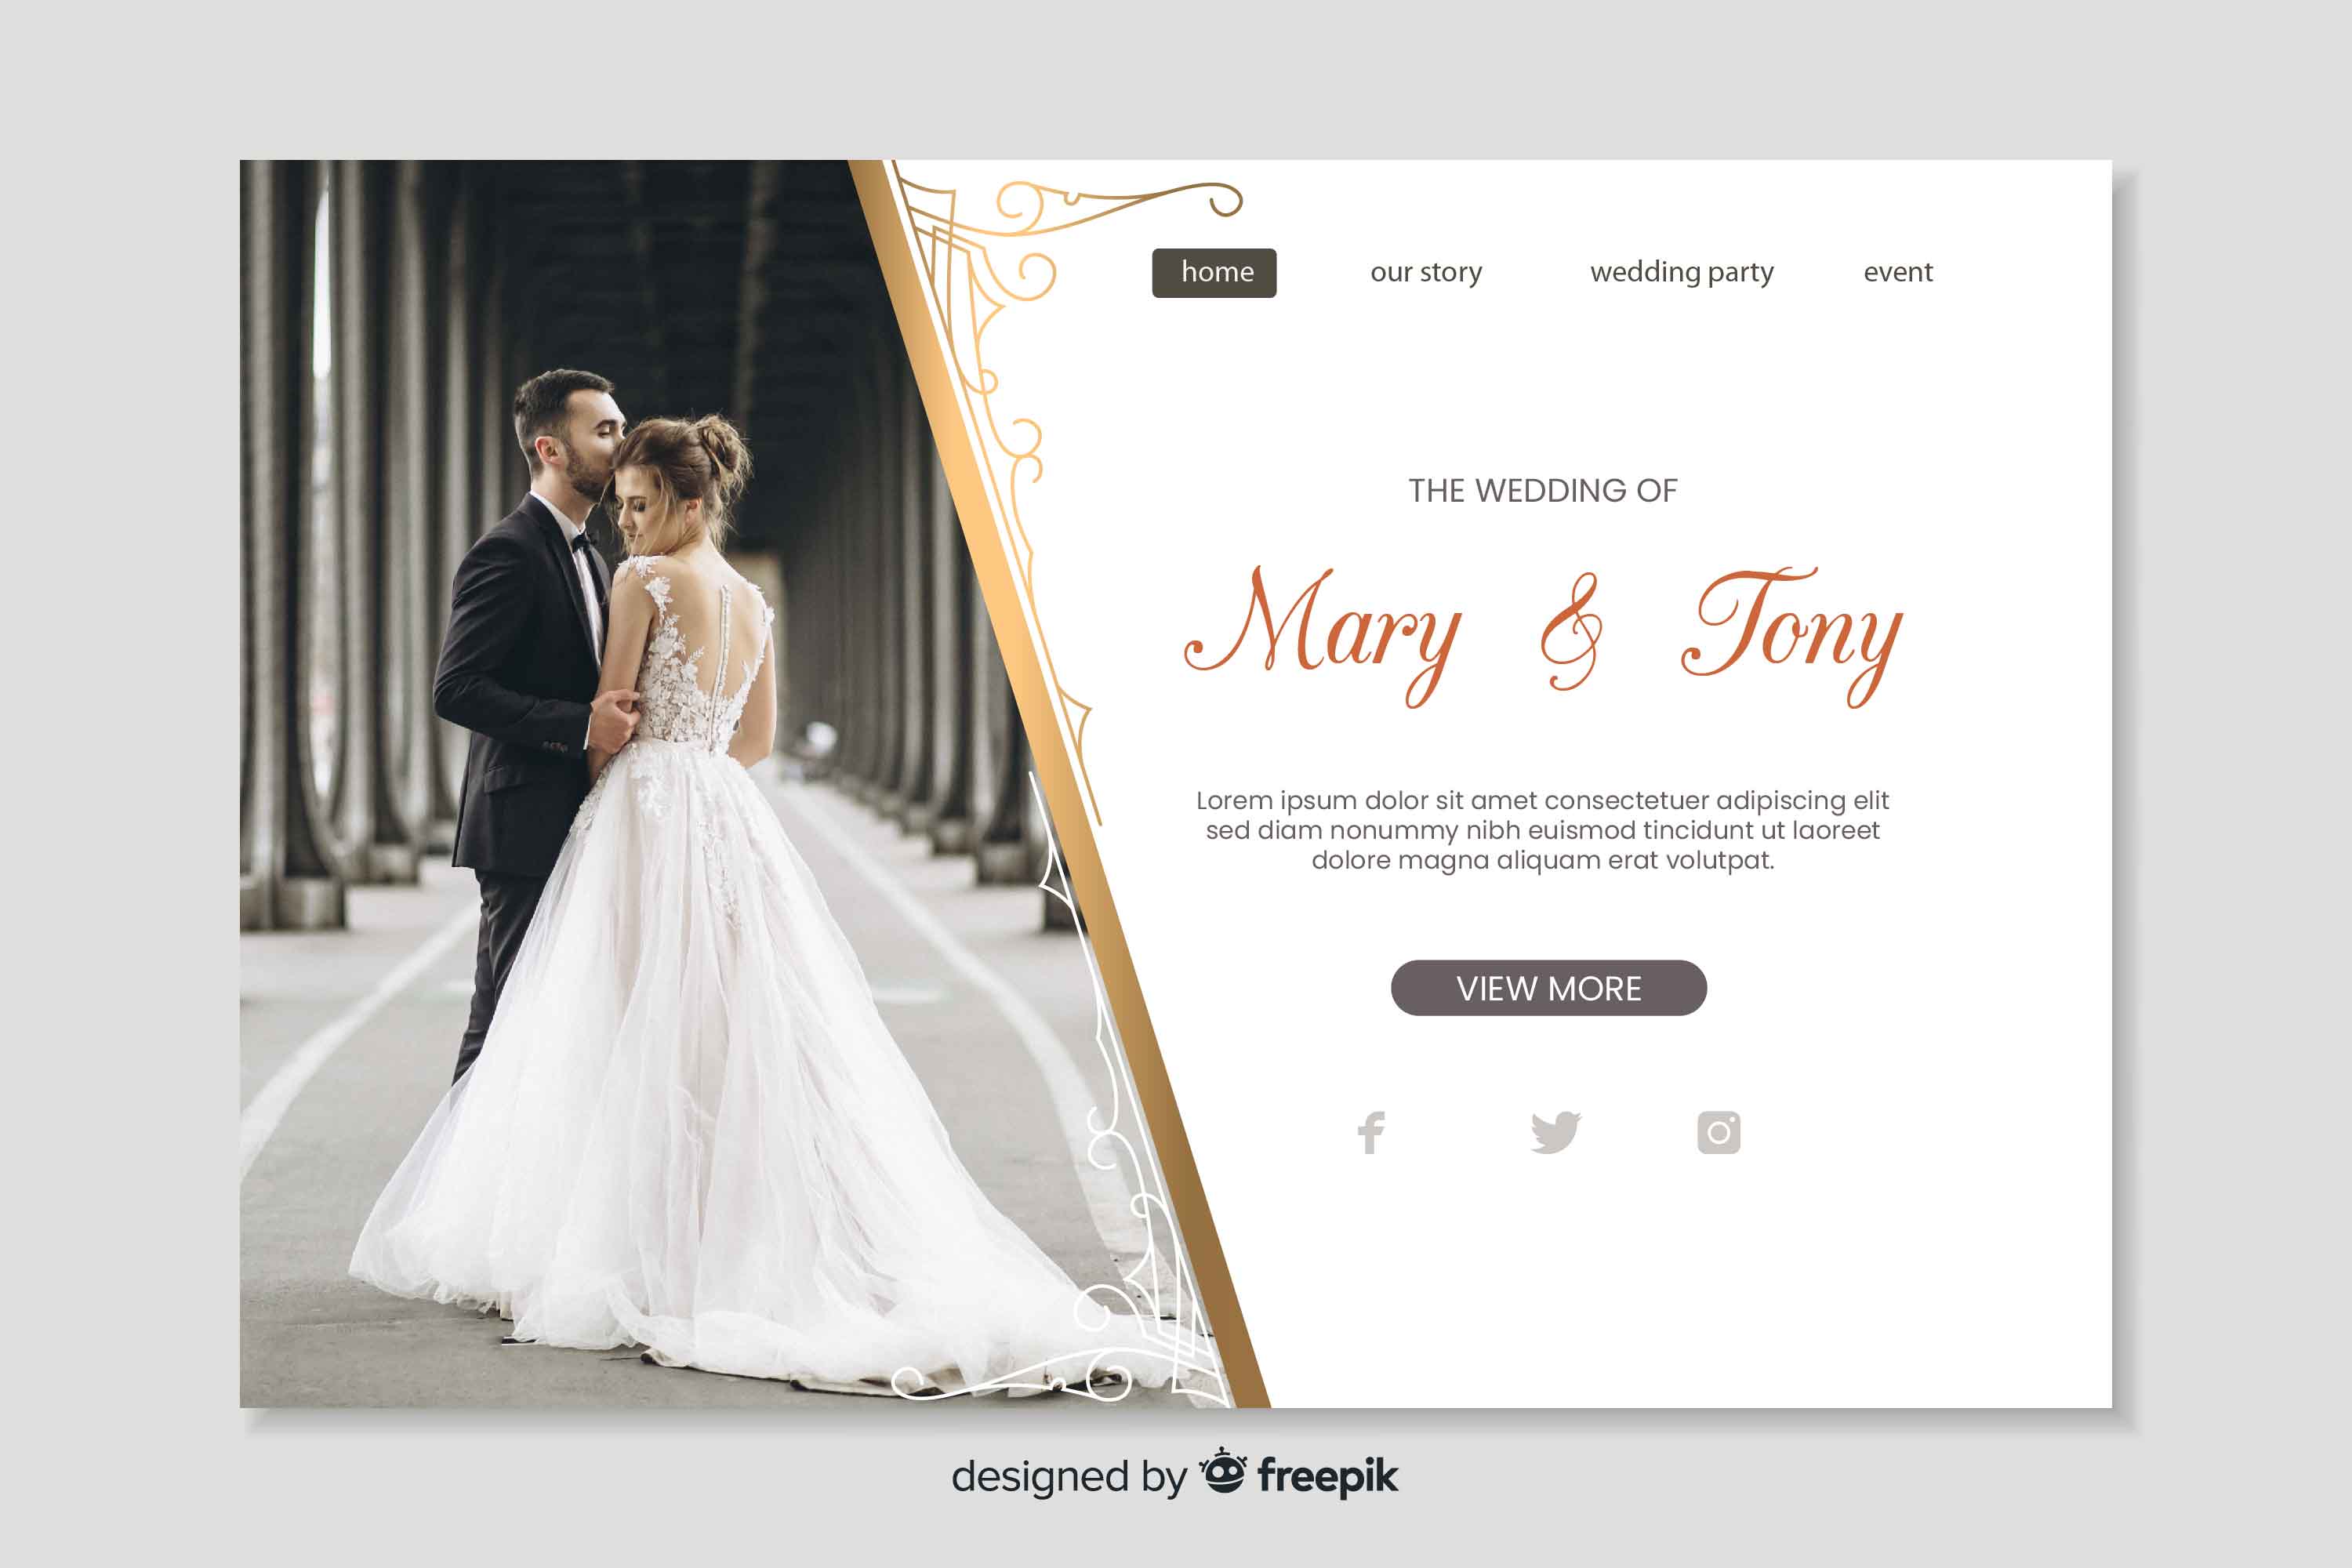 home our story wedding party event
THE WEDDING OF
Mary & Tony
Lorem ipsum dolor sit amet consectetuer adipiscing elit
sed diam nonummy nibh euismod tincidunt ut laoreet
dolore magna aliquam erat volutpat.
VIEW MORE
designed by freepik